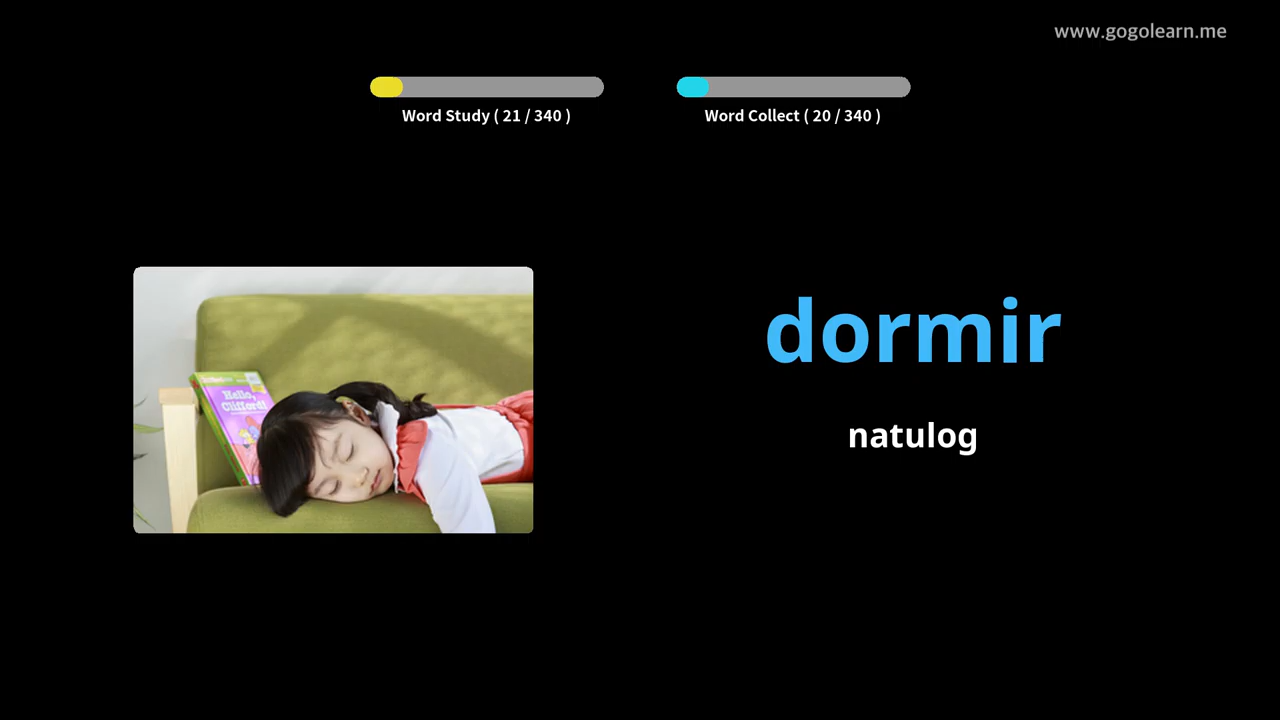 www.gogolearn.me
Word Study ( 21 / 340 )
Word Collect ( 20 / 340 )
Hello,
Clifford!
dormir
natulog